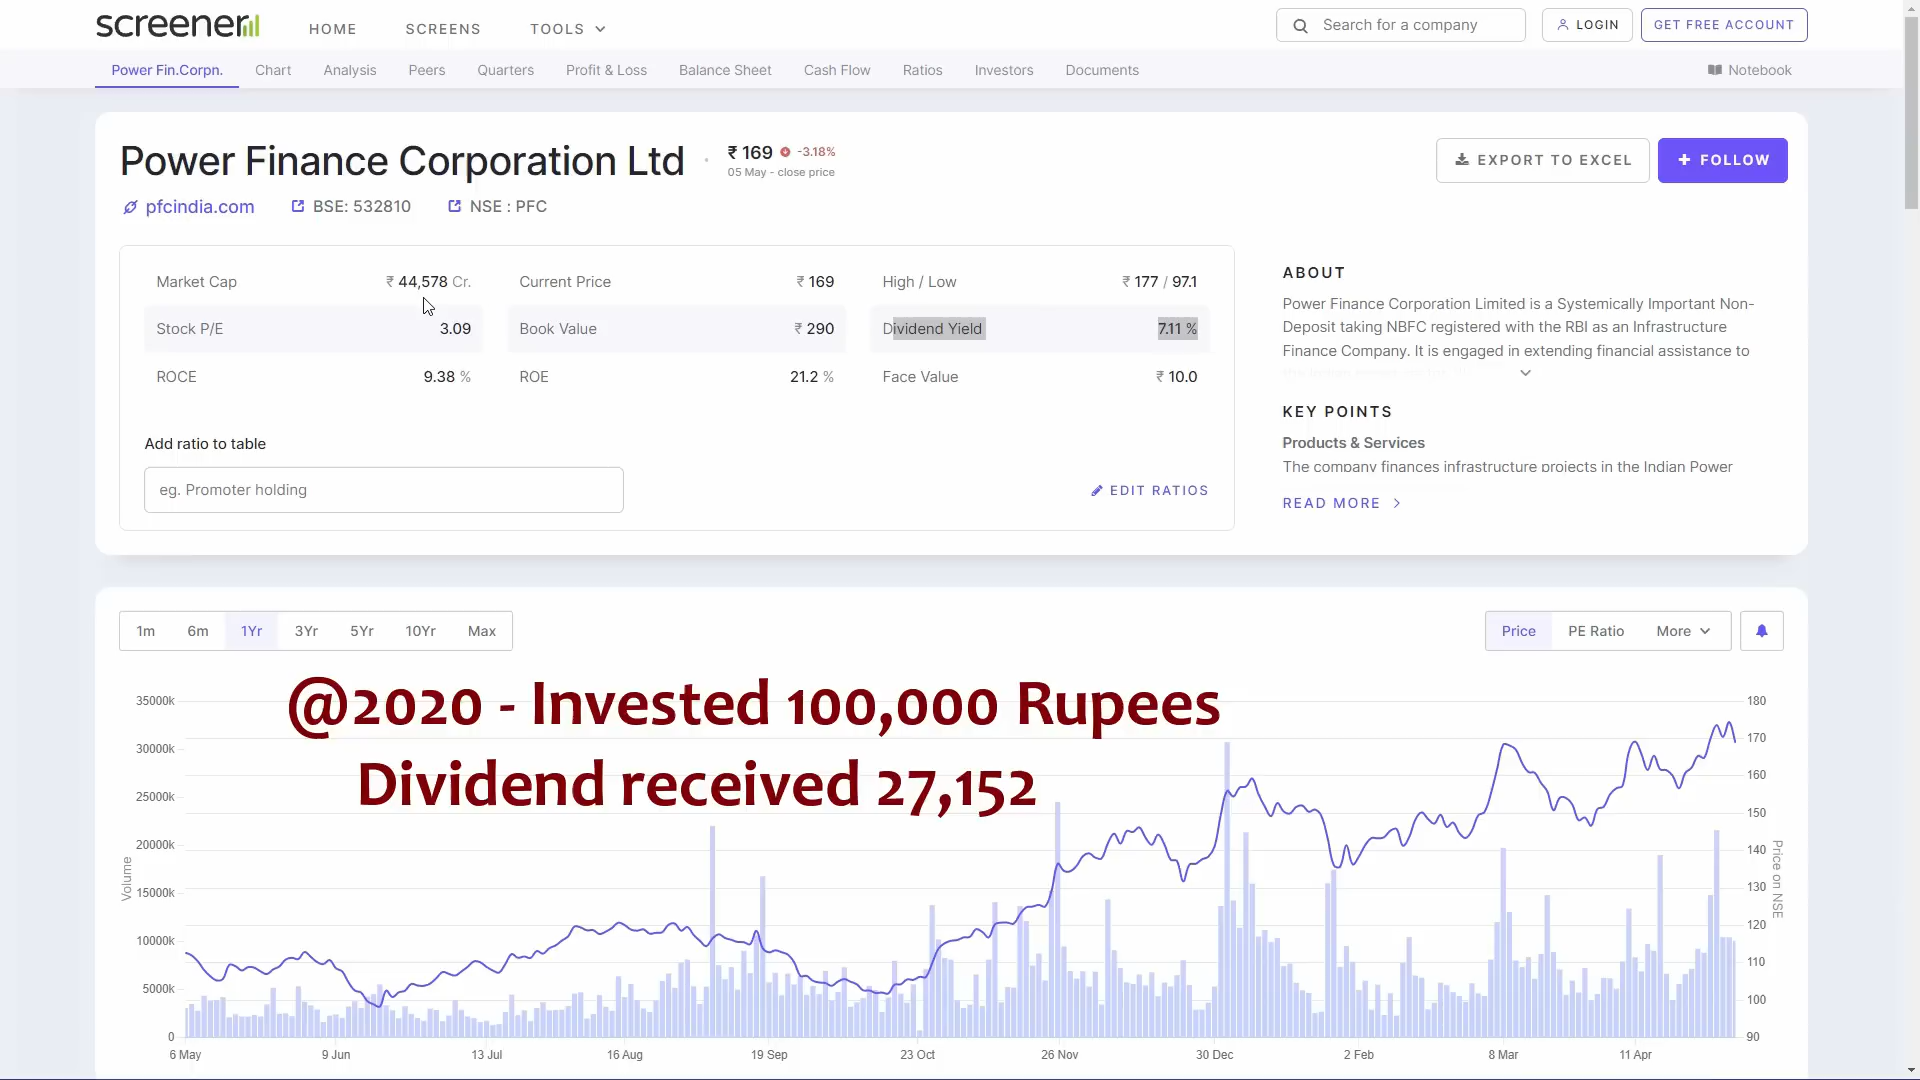 screener
HOME
SCREENS
TOOLS
Search for a company
LOGIN
GET FREE ACCOUNT
Power Fin.Corpn.
Chart
Analysis
Peers
Quarters
Profit & Loss
Balance Sheet
Cash Flow
Ratios
Investors
Documents
Notebook
Power Finance Corporation Ltd
₹ 169
-3.18%
05 May - close price
EXPORT TO EXCEL
+ FOLLOW
pfcindia.com
BSE: 532810
NSE : PFC
Market Cap ₹ 44,578 Cr.
Current Price ₹ 169
High / Low ₹ 177 / 97.1
Stock P/E 3.09
Book Value ₹ 290
Dividend Yield 7.11 %
ROCE 9.38 %
ROE 21.2 %
Face Value ₹ 10.0
Add ratio to table
eg. Promoter holding
EDIT RATIOS
ABOUT
Power Finance Corporation Limited is a Systemically Important Non-
Deposit taking NBFC registered with the RBI as an Infrastructure
Finance Company. It is engaged in extending financial assistance to
KEY POINTS
Products & Services
The company finances infrastructure projects in the Indian Power
READ MORE
1m
6m
1Yr
3Yr
5Yr
10Yr
Max
Price
PE Ratio
More
@2020 - Invested 100,000 Rupees
Dividend received 27,152
35000k
30000k
25000k
20000k
15000k
10000k
5000k
0
Volume
180
170
160
150
140
130
120
110
100
90
Price on NSE
6 May
9 Jun
13 Jul
16 Aug
19 Sep
23 Oct
26 Nov
30 Dec
2 Feb
8 Mar
11 Apr